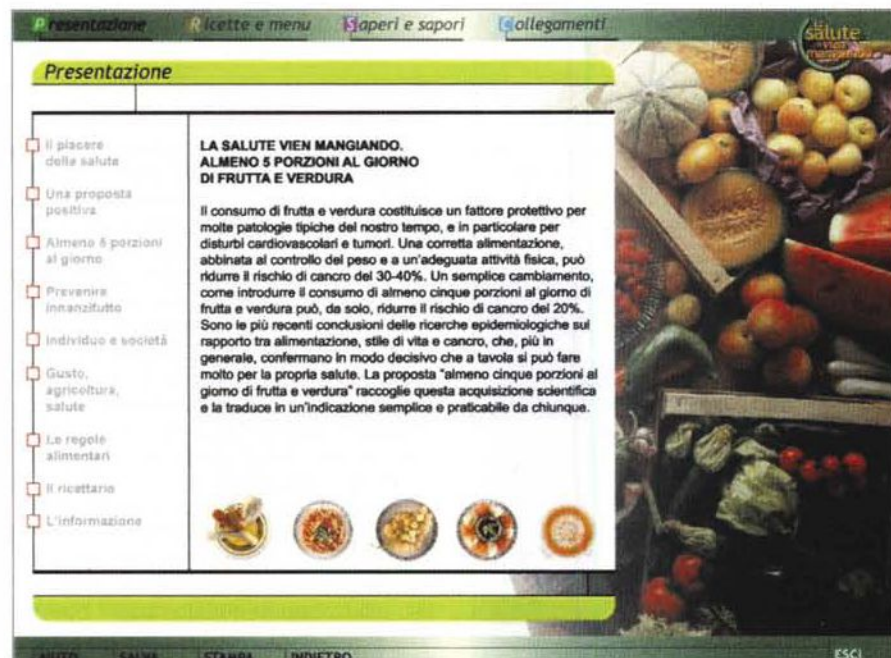 Presentazione
Ricette e menu
Saperi e sapori
Collegamenti
la
salute
vien
mangiando
Presentazione
Il piacere
della salute
Una proposta
positiva
Almeno 5 porzioni
al giorno
Prevenire
innanzitutto
Individuo e società
Gusto,
agricoltura,
salute
Le regole
alimentari
Il ricettario
L'informazione
LA SALUTE VIEN MANGIANDO.
ALMENO 5 PORZIONI AL GIORNO
DI FRUTTA E VERDURA
Il consumo di frutta e verdura costituisce un fattore protettivo per
molte patologie tipiche del nostro tempo, e in particolare per
disturbi cardiovascolari e tumori. Una corretta alimentazione,
abbinata al controllo del peso e a un'adeguata attività fisica, può
ridurre il rischio di cancro del 30-40%. Un semplice cambiamento,
come introdurre il consumo di almeno cinque porzioni al giorno di
frutta e verdura può, da solo, ridurre il rischio di cancro del 20%.
Sono le più recenti conclusioni delle ricerche epidemiologiche sul
rapporto tra alimentazione, stile di vita e cancro, che, più in
generale, confermano in modo decisivo che a tavola si può fare
molto per la propria salute. La proposta "almeno cinque porzioni al
giorno di frutta e verdura" raccoglie questa acquisizione scientifica
e la traduce in un'indicazione semplice e praticabile da chiunque.
AIUTO SALVA STAMPA INDIETRO ESCI